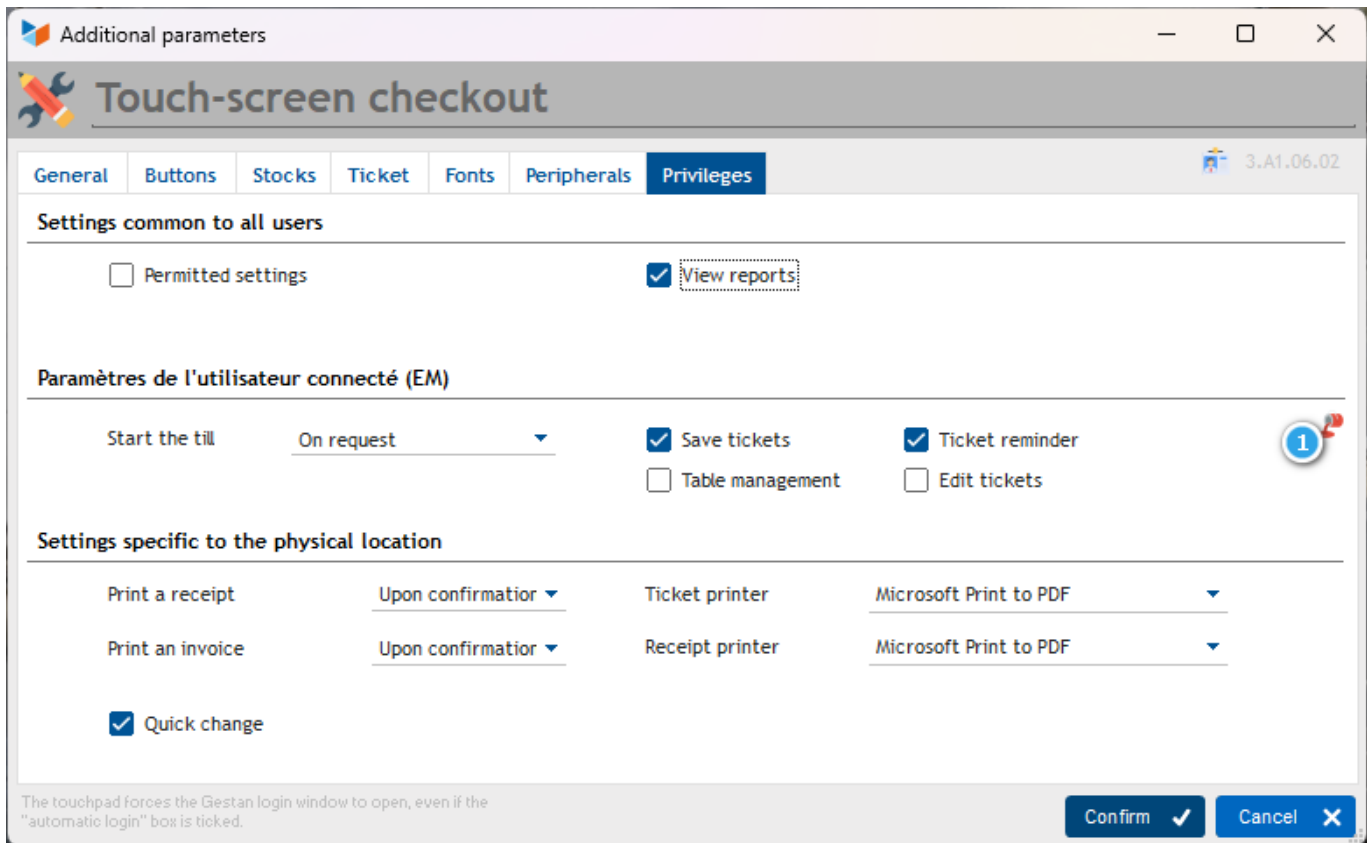 Additional parameters
Touch-screen checkout
General Buttons Stocks Ticket Fonts Peripherals Privileges 3.A1.06.02
Settings common to all users
Permitted settings View reports
Paramètres de l'utilisateur connecté (EM)
Start the till On request Save tickets Ticket reminder 1
Table management Edit tickets
Settings specific to the physical location
Print a receipt Upon confirmation Ticket printer Microsoft Print to PDF
Print an invoice Upon confirmation Receipt printer Microsoft Print to PDF
Quick change
The touchpad forces the Gestan login window to open, even if the
"automatic login" box is ticked.
Confirm Cancel